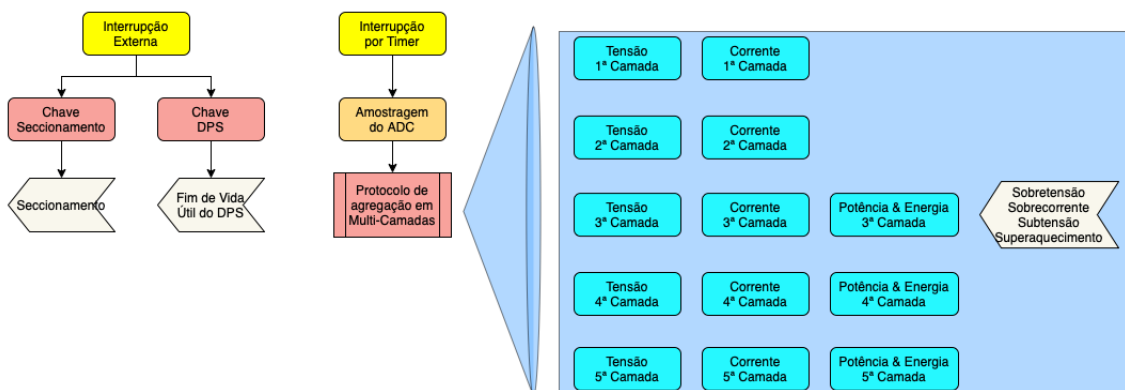 Interrupção
Externa
Chave
Seccionamento
Chave
DPS
Seccionamento
Fim de Vida
Útil do DPS
Interrupção
por Timer
Amostragem
do ADC
Protocolo de
agregação em
Multi-Camadas
Tensão
1ª Camada
Corrente
1ª Camada
Tensão
2ª Camada
Corrente
2ª Camada
Tensão
3ª Camada
Corrente
3ª Camada
Potência & Energia
3ª Camada
Sobretensão
Sobrecorrente
Subtensão
Superaquecimento
Tensão
4ª Camada
Corrente
4ª Camada
Potência & Energia
4ª Camada
Tensão
5ª Camada
Corrente
5ª Camada
Potência & Energia
5ª Camada